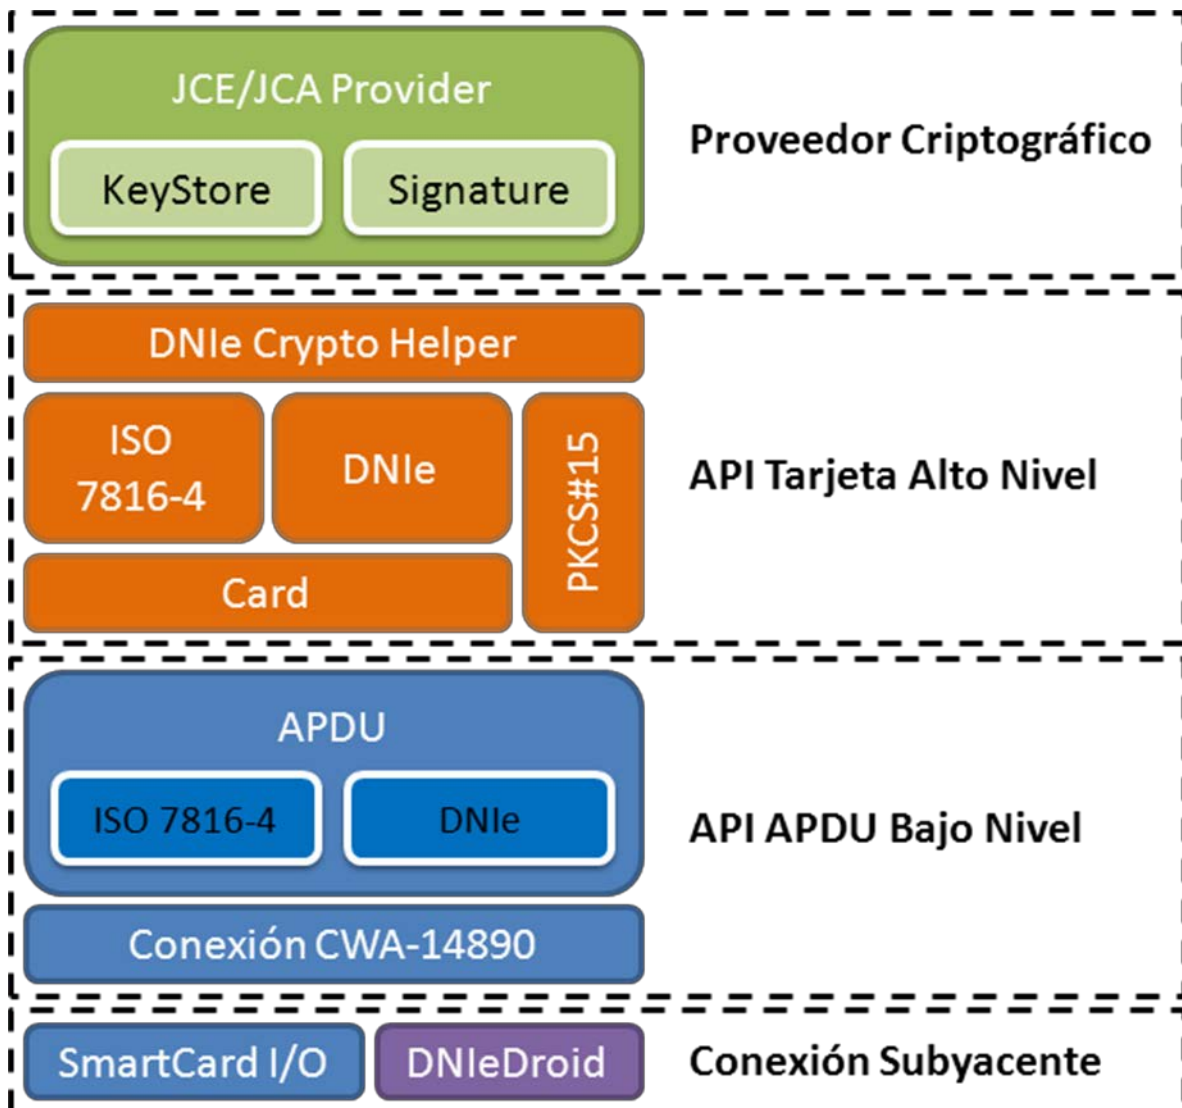 JCE/JCA Provider
KeyStore
Signature
Proveedor Criptográfico
DNIe Crypto Helper
ISO
7816-4
DNIe
PKCS#15
Card
API Tarjeta Alto Nivel
APDU
ISO 7816-4
DNIe
Conexión CWA-14890
API APDU Bajo Nivel
SmartCard I/O
DNIeDroid
Conexión Subyacente